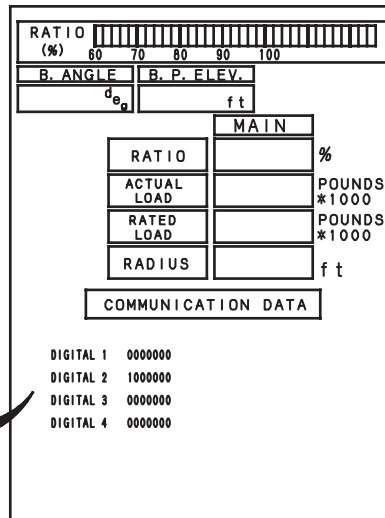 RATIO
(%) 60 70 80 90 100
B. ANGLE B. P. ELEV.
deg ft
MAIN
RATIO %
ACTUAL LOAD POUNDS *1000
RATED LOAD POUNDS *1000
RADIUS ft
COMMUNICATION DATA
DIGITAL 1 0000000
DIGITAL 2 1000000
DIGITAL 3 0000000
DIGITAL 4 0000000